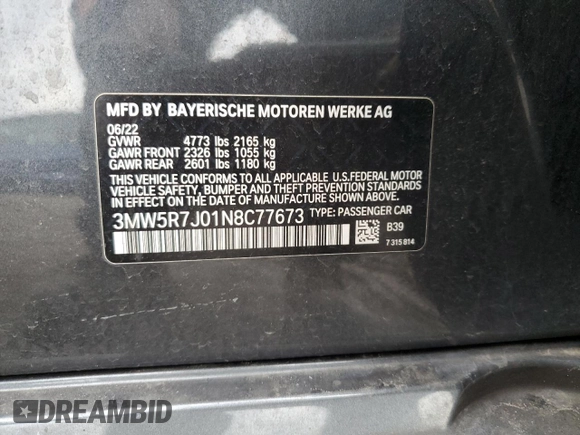 MFD BY BAYERISCHE MOTOREN WERKE AG
06/22
GVWR 4773 lbs 2165 kg
GAWR FRONT 2326 lbs 1055 kg
GAWR REAR 2601 lbs 1180 kg
THIS VEHICLE CONFORMS TO ALL APPLICABLE U.S.FEDERAL MOTOR
VEHICLE SAFETY, BUMPER AND THEFT PREVENTION STANDARDS
IN EFFECT ON THE DATE OF MANUFACTURE SHOWN ABOVE.
3MW5R7J01N8C77673 TYPE: PASSENGER CAR
B39
7 315 814
DREAMBID